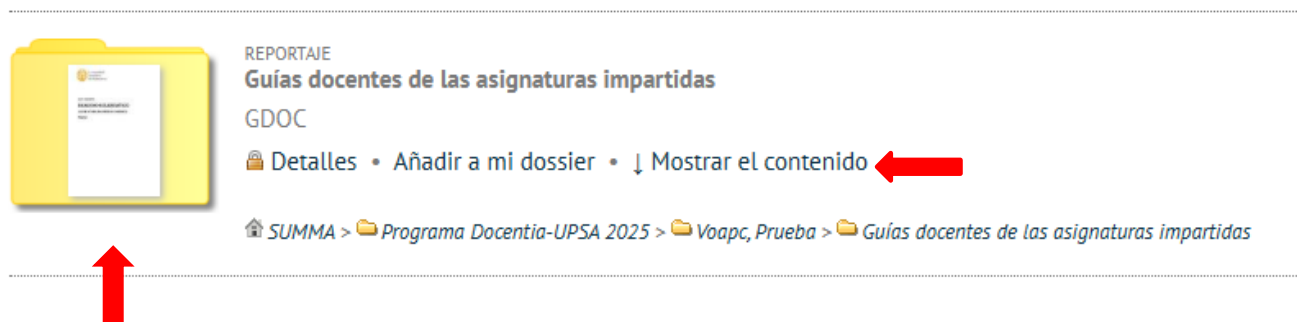 REPORTAJE
Guías docentes de las asignaturas impartidas
GDOC
Detalles • Añadir a mi dossier • ↓ Mostrar el contenido
SUMMA > Programa Docentia-UPSA 2025 > Voapc, Prueba > Guías docentes de las asignaturas impartidas